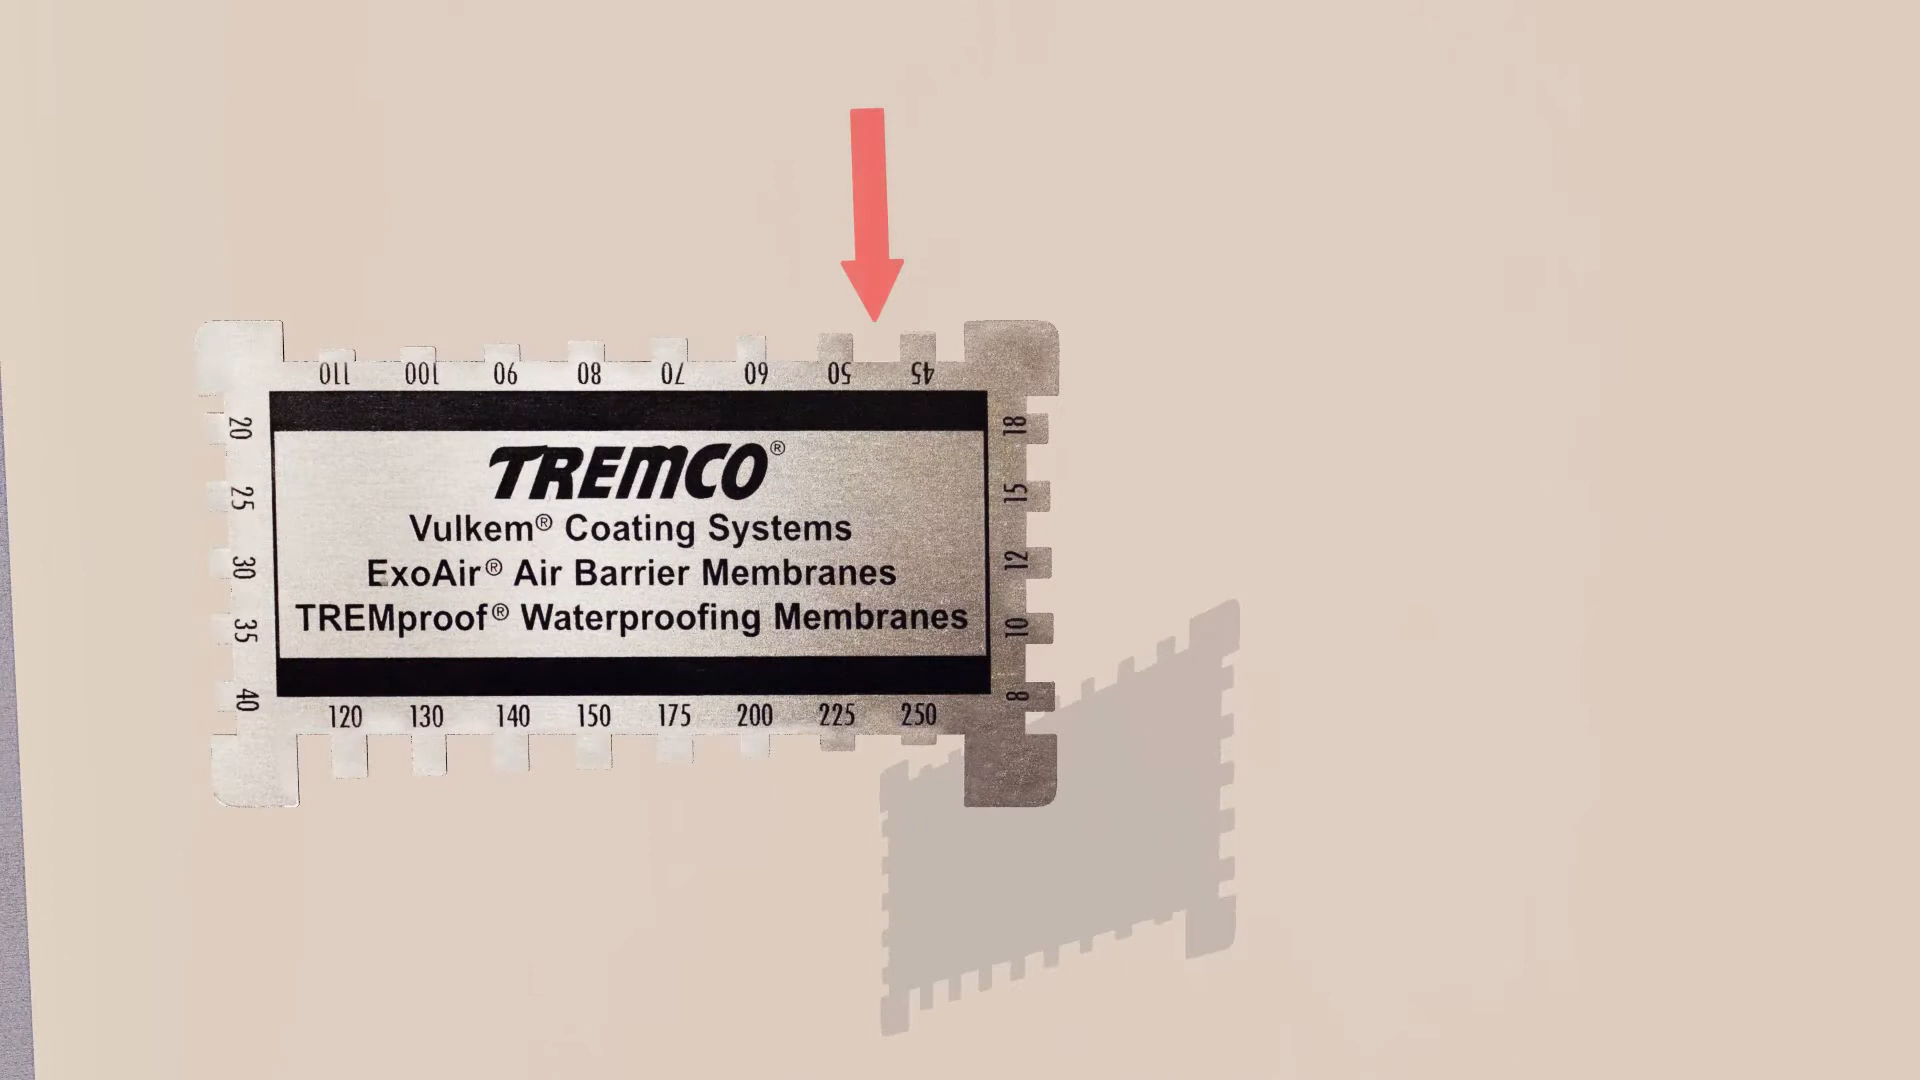 110 100 90 80 70 60 50 45
20 25 30 35 40
TREMCO®
Vulkem® Coating Systems
ExoAir® Air Barrier Membranes
TREMproof® Waterproofing Membranes
18 15 12 10 8
120 130 140 150 175 200 225 250